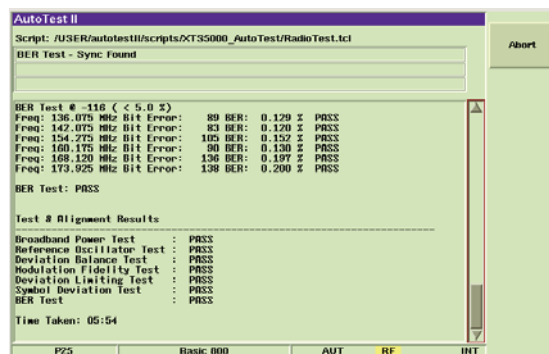 AutoTest II
Script: /USER/autotestII/scripts/XTS5000_AutoTest/RadioTest.tcl
Abort
BER Test - Sync Found
BER Test @ -116 ( < 5.0 %)
Freq: 136.075 MHz Bit Error: 89 BER: 0.129 % PASS
Freq: 142.075 MHz Bit Error: 83 BER: 0.120 % PASS
Freq: 154.275 MHz Bit Error: 105 BER: 0.152 % PASS
Freq: 160.175 MHz Bit Error: 90 BER: 0.130 % PASS
Freq: 168.120 MHz Bit Error: 136 BER: 0.197 % PASS
Freq: 173.925 MHz Bit Error: 138 BER: 0.200 % PASS
BER Test: PASS
Test & Alignment Results
Broadband Power Test : PASS
Reference Oscillator Test : PASS
Deviation Balance Test : PASS
Modulation Fidelity Test : PASS
Deviation Limiting Test : PASS
Symbol Deviation Test : PASS
BER Test : PASS
Time Taken: 05:54
P25 Basic 800 AUT RF INT